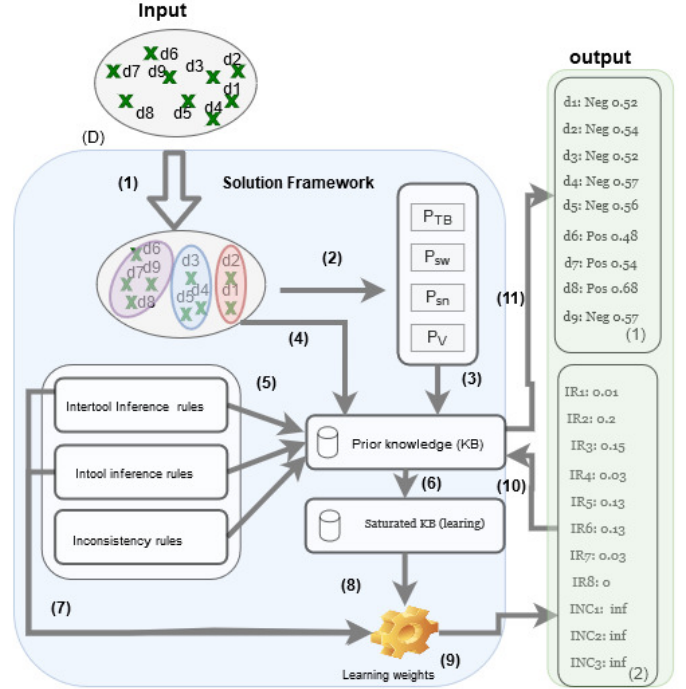 Input
d6
d7
d9
d3
d2
d8
d5
d4
d1
(D)
(1)
Solution Framework
d6
d7
d9
d8
d3
d5
d4
d2
d1
(2)
P_TB
P_sw
P_sn
P_V
(3)
(4)
(5)
Intertool Inference rules
Intool inference rules
Inconsistency rules
Prior knowledge (KB)
(6)
Saturated KB (learing)
(7)
(8)
(9)
Learning weights
(10)
(11)
output
d1: Neg 0.52
d2: Neg 0.54
d3: Neg 0.52
d4: Neg 0.57
d5: Neg 0.56
d6: Pos 0.48
d7: Pos 0.54
d8: Pos 0.68
d9: Neg 0.57
(1)
IR1: 0.01
IR2: 0.2
IR3: 0.15
IR4: 0.03
IR5: 0.13
IR6: 0.13
IR7: 0.03
IR8: 0
INC1: inf
INC2: inf
INC3: inf
(2)